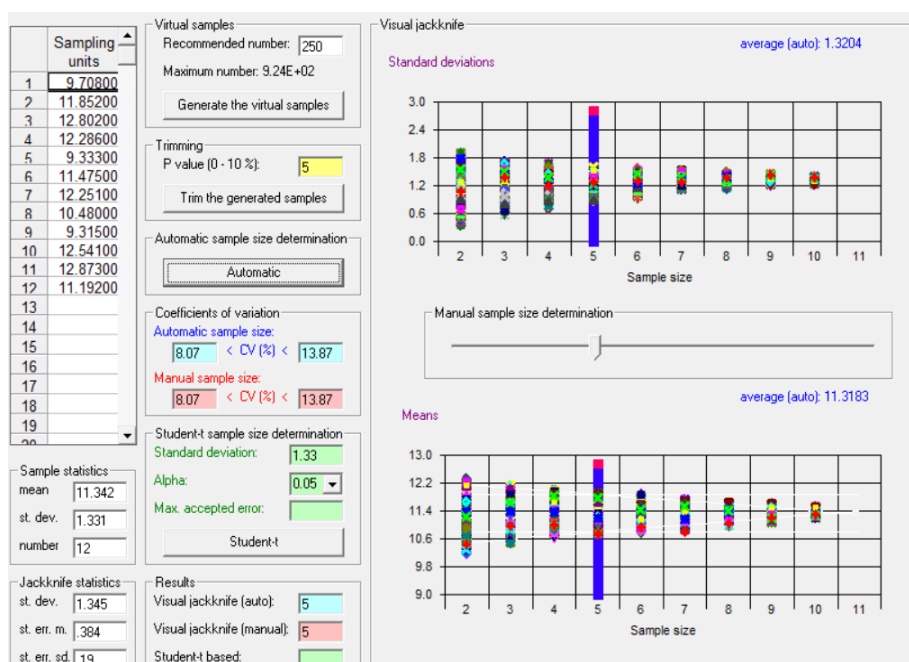 Sampling
units
1 9.70800
2 11.85200
3 12.80200
4 12.28600
5 9.33300
6 11.47500
7 12.25100
8 10.48000
9 9.31500
10 12.54100
11 12.87300
12 11.19200
13
14
15
16
17
18
19
20
Sample statistics
mean 11.342
st. dev. 1.331
number 12
Jackknife statistics
st. dev. 1.345
st. err. m. .384
st. err. sd. .19
Virtual samples
Recommended number: 250
Maximum number: 9.24E+02
Generate the virtual samples
Trimming
P value (0 - 10 %): 5
Trim the generated samples
Automatic sample size determination
Automatic
Coefficients of variation
Automatic sample size:
8.07 < CV (%) < 13.87
Manual sample size:
8.07 < CV (%) < 13.87
Student-t sample size determination
Standard deviation: 1.33
Alpha: 0.05
Max. accepted error:
Student-t
Results
Visual jackknife (auto): 5
Visual jackknife (manual): 5
Student-t based:
Visual jackknife
average (auto): 1.3204
Standard deviations
3.0
2.4
1.8
1.2
0.6
0.0
2 3 4 5 6 7 8 9 10 11
Sample size
Manual sample size determination
average (auto): 11.3183
Means
13.0
12.2
11.4
10.6
9.8
9.0
2 3 4 5 6 7 8 9 10 11
Sample size